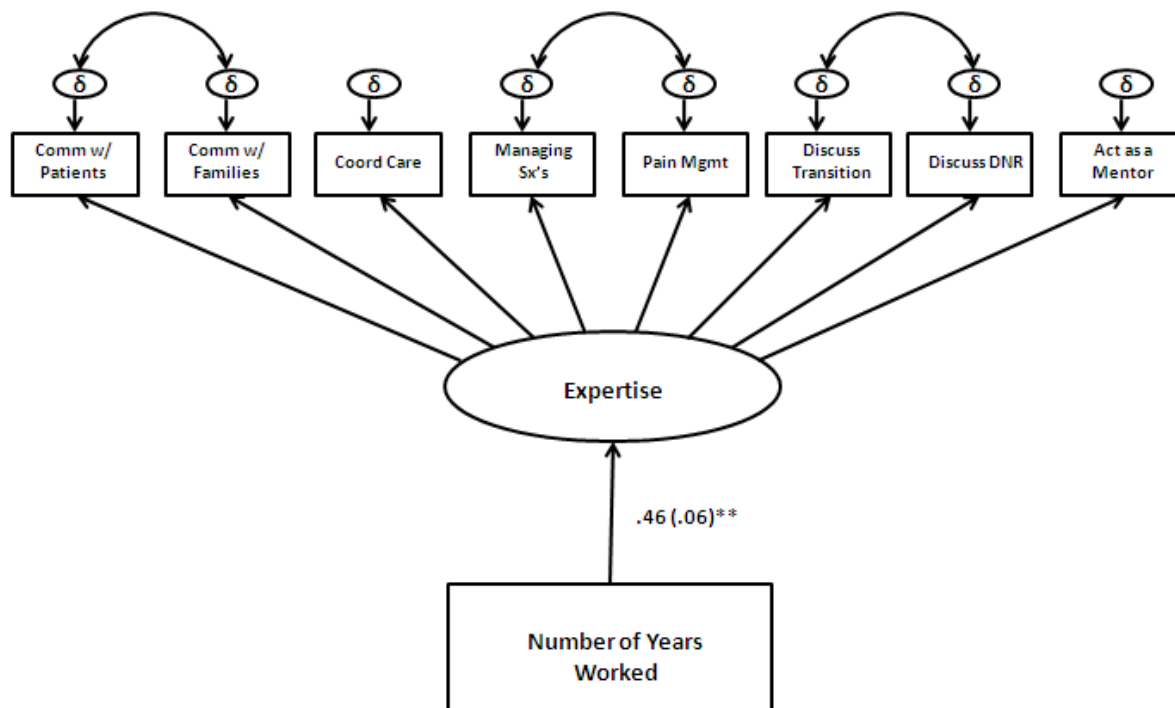 δ δ δ δ δ δ δ δ
Comm w/
Patients
Comm w/
Families
Coord Care
Managing
Sx's
Pain Mgmt
Discuss
Transition
Discuss DNR
Act as a
Mentor
Expertise
.46 (.06)**
Number of Years
Worked